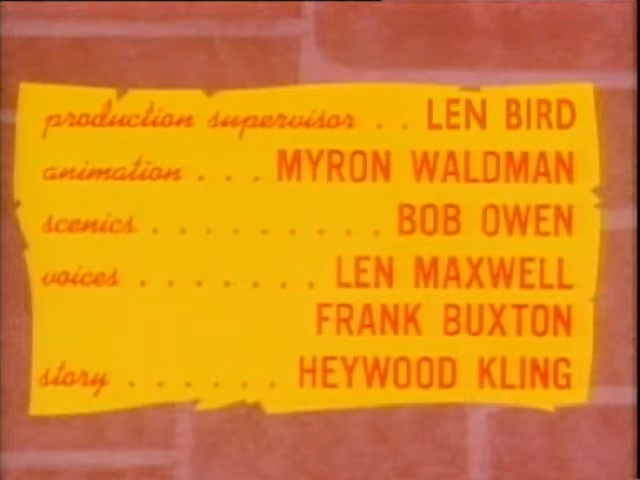 production supervisor . . LEN BIRD
animation . . . MYRON WALDMAN
scenics . . . . . . . . . BOB OWEN
voices . . . . . . . LEN MAXWELL
FRANK BUXTON
story . . . . . . HEYWOOD KLING